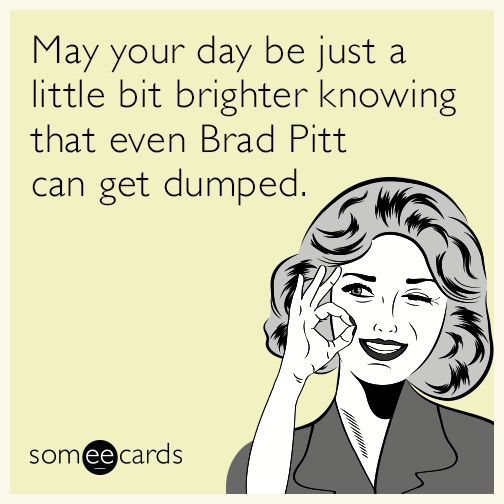 May your day be just a
little bit brighter knowing
that even Brad Pitt
can get dumped.
someecards